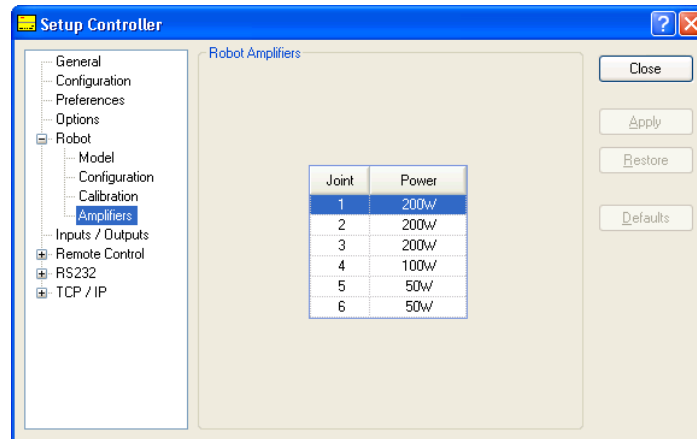 Setup Controller
General
Configuration
Preferences
Options
Robot
Model
Configuration
Calibration
Amplifiers
Inputs / Outputs
Remote Control
RS232
TCP / IP
Robot Amplifiers
Joint Power
1 200W
2 200W
3 200W
4 100W
5 50W
6 50W
Close
Apply
Restore
Defaults